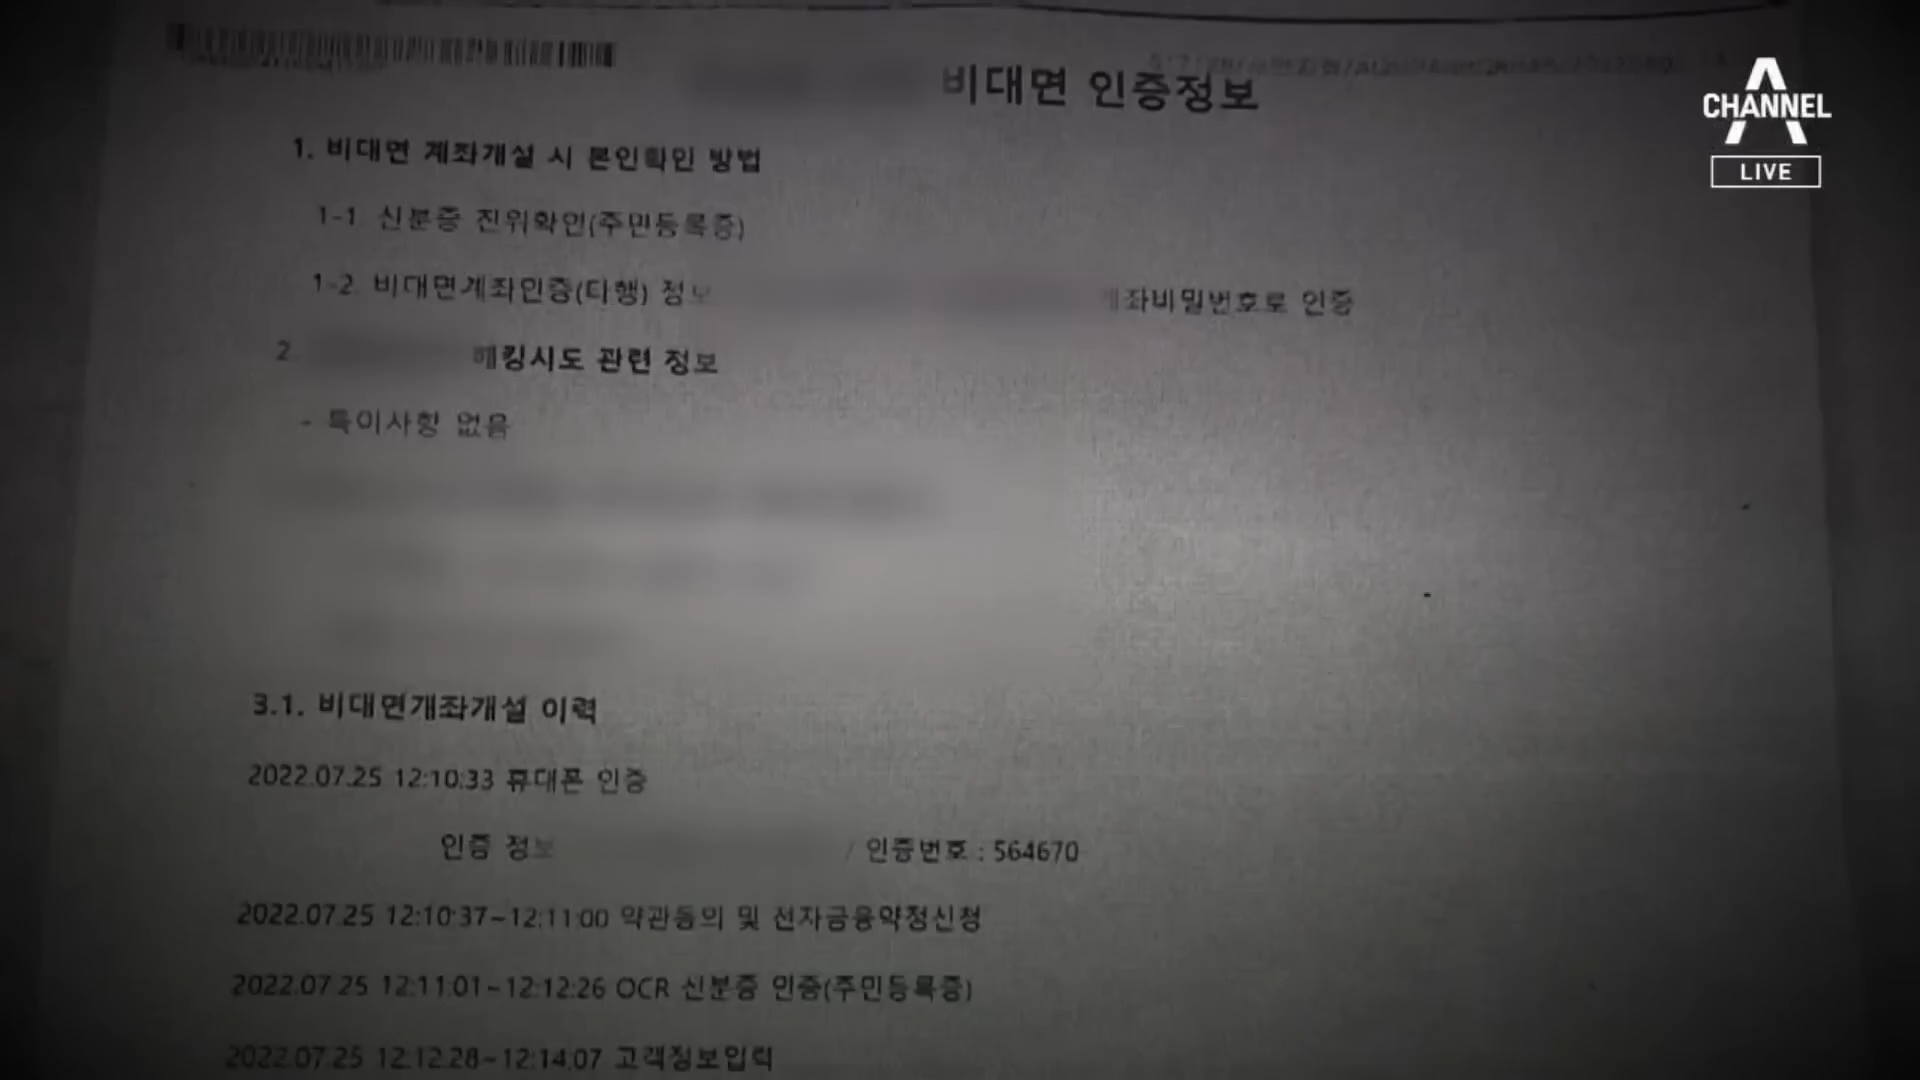 비대면 인증정보
CHANNEL A
LIVE
1. 비대면 계좌개설 시 본인확인 방법
1-1. 신분증 진위확인(주민등록증)
1-2. 비대면계좌인증(타행) 정보 계좌비밀번호로 인증
2. 해킹시도 관련 정보
- 특이사항 없음
3.1. 비대면계좌개설 이력
2022.07.25 12:10:33 휴대폰 인증
인증 정보 / 인증번호 : 564670
2022.07.25 12:10:37~12:11:00 약관동의 및 전자금융약정신청
2022.07.25 12:11:01~12:12:26 OCR 신분증 인증(주민등록증)
2022.07.25 12:12:28~12:14:07 고객정보입력